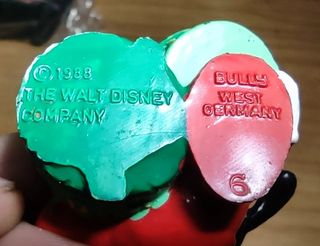 © 1988
THE WALT DISNEY
COMPANY
BULLY
WEST
GERMANY
6